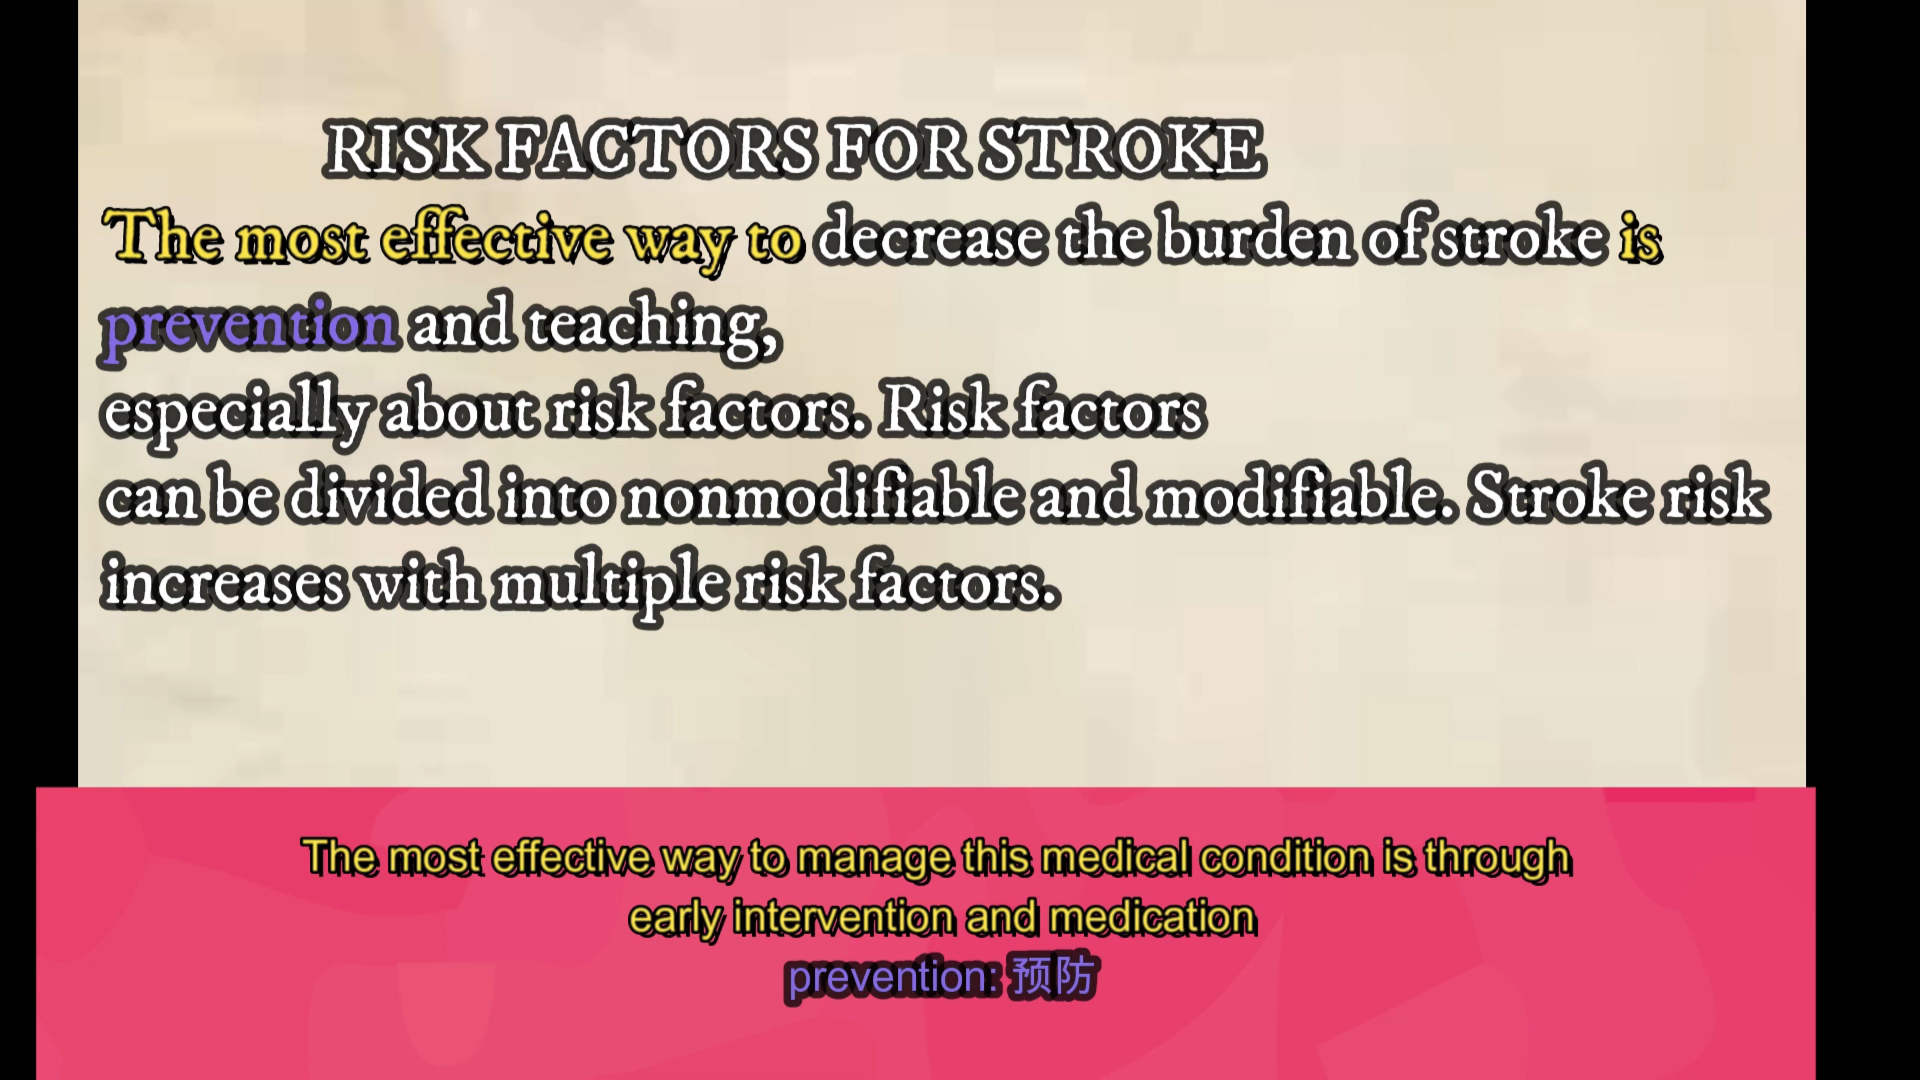 RISK FACTORS FOR STROKE
The most effective way to decrease the burden of stroke is
prevention and teaching,
especially about risk factors. Risk factors
can be divided into nonmodifiable and modifiable. Stroke risk
increases with multiple risk factors.
The most effective way to manage this medical condition is through
early intervention and medication
prevention: 预防